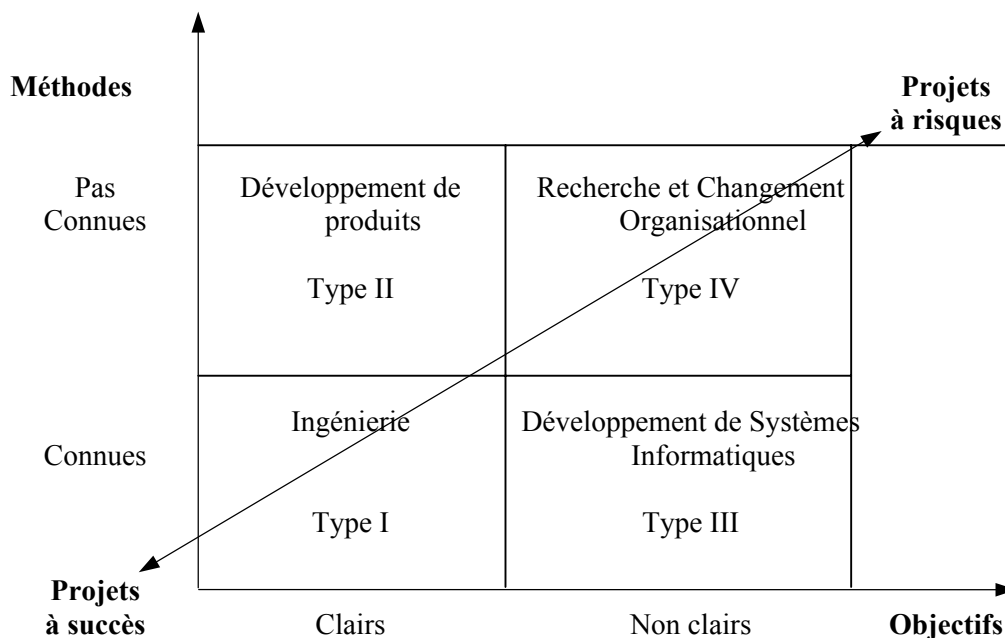 Méthodes
Projets
à risques
Pas
Connues
Développement de
produits
Type II
Recherche et Changement
Organisationnel
Type IV
Connues
Ingénierie
Type I
Développement de Systèmes
Informatiques
Type III
Projets
à succès
Clairs
Non clairs
Objectifs